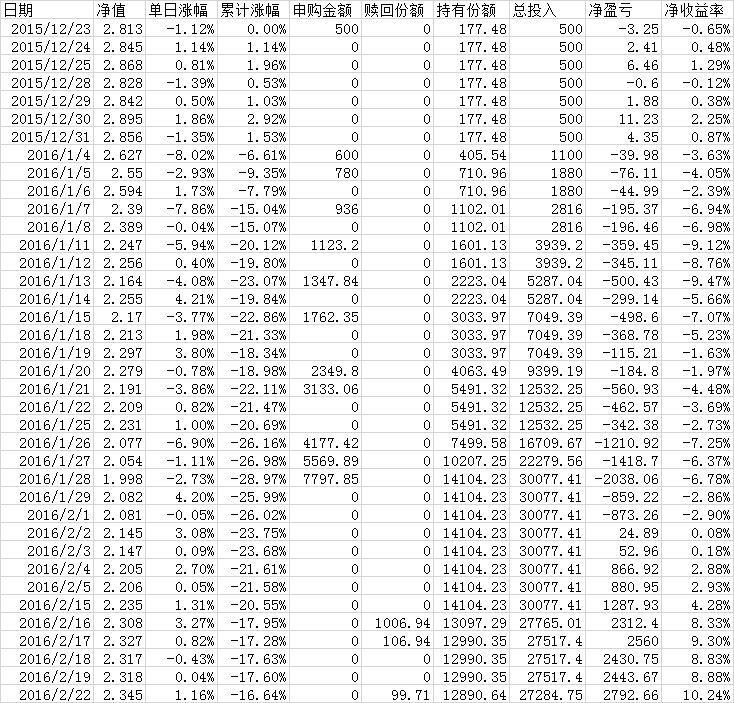 日期 净值 单日涨幅 累计涨幅 申购金额 赎回份额 持有份额 总投入 净盈亏 净收益率
2015/12/23 2.813 -1.12% 0.00% 500 0 177.48 500 -3.25 -0.65%
2015/12/24 2.845 1.14% 1.14% 0 0 177.48 500 2.41 0.48%
2015/12/25 2.868 0.81% 1.96% 0 0 177.48 500 6.46 1.29%
2015/12/28 2.828 -1.39% 0.53% 0 0 177.48 500 -0.6 -0.12%
2015/12/29 2.842 0.50% 1.03% 0 0 177.48 500 1.88 0.38%
2015/12/30 2.895 1.86% 2.92% 0 0 177.48 500 11.23 2.25%
2015/12/31 2.856 -1.35% 1.53% 0 0 177.48 500 4.35 0.87%
2016/1/4 2.627 -8.02% -6.61% 600 0 405.54 1100 -39.98 -3.63%
2016/1/5 2.55 -2.93% -9.35% 780 0 710.96 1880 -76.11 -4.05%
2016/1/6 2.594 1.73% -7.79% 0 0 710.96 1880 -44.99 -2.39%
2016/1/7 2.39 -7.86% -15.04% 936 0 1102.01 2816 -195.37 -6.94%
2016/1/8 2.389 -0.04% -15.07% 0 0 1102.01 2816 -196.46 -6.98%
2016/1/11 2.247 -5.94% -20.12% 1123.2 0 1601.13 3939.2 -359.45 -9.12%
2016/1/12 2.256 0.40% -19.80% 0 0 1601.13 3939.2 -345.11 -8.76%
2016/1/13 2.164 -4.08% -23.07% 1347.84 0 2223.04 5287.04 -500.43 -9.47%
2016/1/14 2.255 4.21% -19.84% 0 0 2223.04 5287.04 -299.14 -5.66%
2016/1/15 2.17 -3.77% -22.86% 1762.35 0 3033.97 7049.39 -498.6 -7.07%
2016/1/18 2.213 1.98% -21.33% 0 0 3033.97 7049.39 -368.78 -5.23%
2016/1/19 2.297 3.80% -18.34% 0 0 3033.97 7049.39 -115.21 -1.63%
2016/1/20 2.279 -0.78% -18.98% 2349.8 0 4063.49 9399.19 -184.8 -1.97%
2016/1/21 2.191 -3.86% -22.11% 3133.06 0 5491.32 12532.25 -560.93 -4.48%
2016/1/22 2.209 0.82% -21.47% 0 0 5491.32 12532.25 -462.57 -3.69%
2016/1/25 2.231 1.00% -20.69% 0 0 5491.32 12532.25 -342.38 -2.73%
2016/1/26 2.077 -6.90% -26.16% 4177.42 0 7499.58 16709.67 -1210.92 -7.25%
2016/1/27 2.054 -1.11% -26.98% 5569.89 0 10207.25 22279.56 -1418.7 -6.37%
2016/1/28 1.998 -2.73% -28.97% 7797.85 0 14104.23 30077.41 -2038.06 -6.78%
2016/1/29 2.082 4.20% -25.99% 0 0 14104.23 30077.41 -859.22 -2.86%
2016/2/1 2.081 -0.05% -26.02% 0 0 14104.23 30077.41 -873.26 -2.90%
2016/2/2 2.145 3.08% -23.75% 0 0 14104.23 30077.41 24.89 0.08%
2016/2/3 2.147 0.09% -23.68% 0 0 14104.23 30077.41 52.96 0.18%
2016/2/4 2.205 2.70% -21.61% 0 0 14104.23 30077.41 866.92 2.88%
2016/2/5 2.206 0.05% -21.58% 0 0 14104.23 30077.41 880.95 2.93%
2016/2/15 2.235 1.31% -20.55% 0 0 14104.23 30077.41 1287.93 4.28%
2016/2/16 2.308 3.27% -17.95% 0 1006.94 13097.29 27765.01 2312.4 8.33%
2016/2/17 2.327 0.82% -17.28% 0 106.94 12990.35 27517.4 2560 9.30%
2016/2/18 2.317 -0.43% -17.63% 0 0 12990.35 27517.4 2430.75 8.83%
2016/2/19 2.318 0.04% -17.60% 0 0 12990.35 27517.4 2443.67 8.88%
2016/2/22 2.345 1.16% -16.64% 0 99.71 12890.64 27284.75 2792.66 10.24%